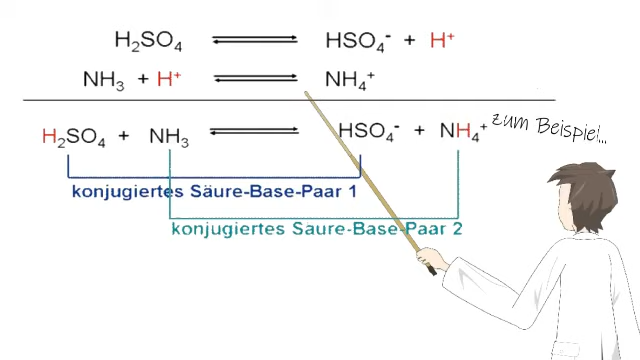 H₂SO₄ ⇌ HSO₄⁻ + H⁺
NH₃ + H⁺ ⇌ NH₄⁺
H₂SO₄ + NH₃ ⇌ HSO₄⁻ + NH₄⁺
zum Beispiel...
konjugiertes Säure-Base-Paar 1
konjugiertes Säure-Base-Paar 2